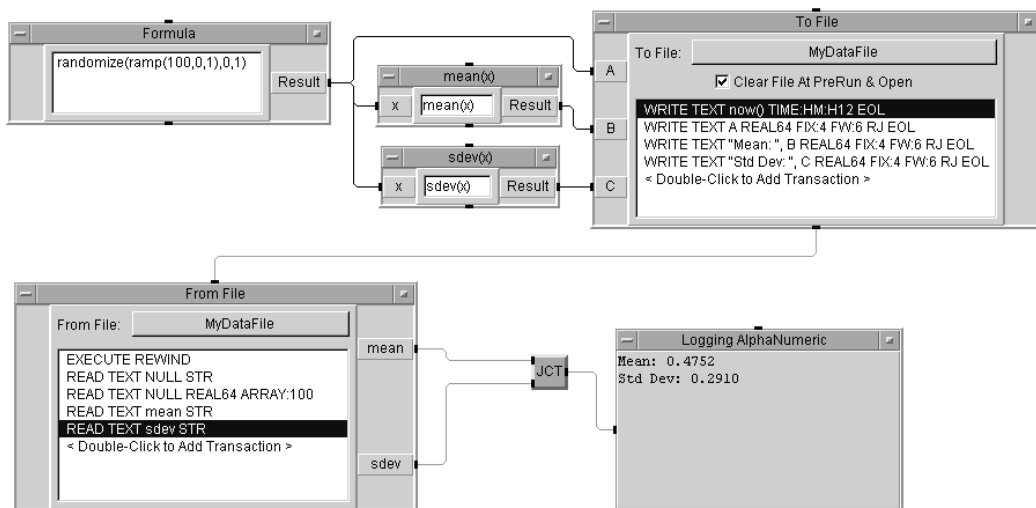 Formula
randomize(ramp(100,0,1),0,1)
Result
mean(x)
x
mean(x)
Result
sdev(x)
x
sdev(x)
Result
To File
To File:
MyDataFile
Clear File At PreRun & Open
A
B
C
WRITE TEXT now() TIME:HM:H12 EOL
WRITE TEXT A REAL64 FIX:4 FW:6 RJ EOL
WRITE TEXT "Mean: ", B REAL64 FIX:4 FW:6 RJ EOL
WRITE TEXT "Std Dev: ", C REAL64 FIX:4 FW:6 RJ EOL
< Double-Click to Add Transaction >
From File
From File:
MyDataFile
EXECUTE REWIND
READ TEXT NULL STR
READ TEXT NULL REAL64 ARRAY:100
READ TEXT mean STR
READ TEXT sdev STR
< Double-Click to Add Transaction >
mean
sdev
JCT
Logging AlphaNumeric
Mean: 0.4752
Std Dev: 0.2910